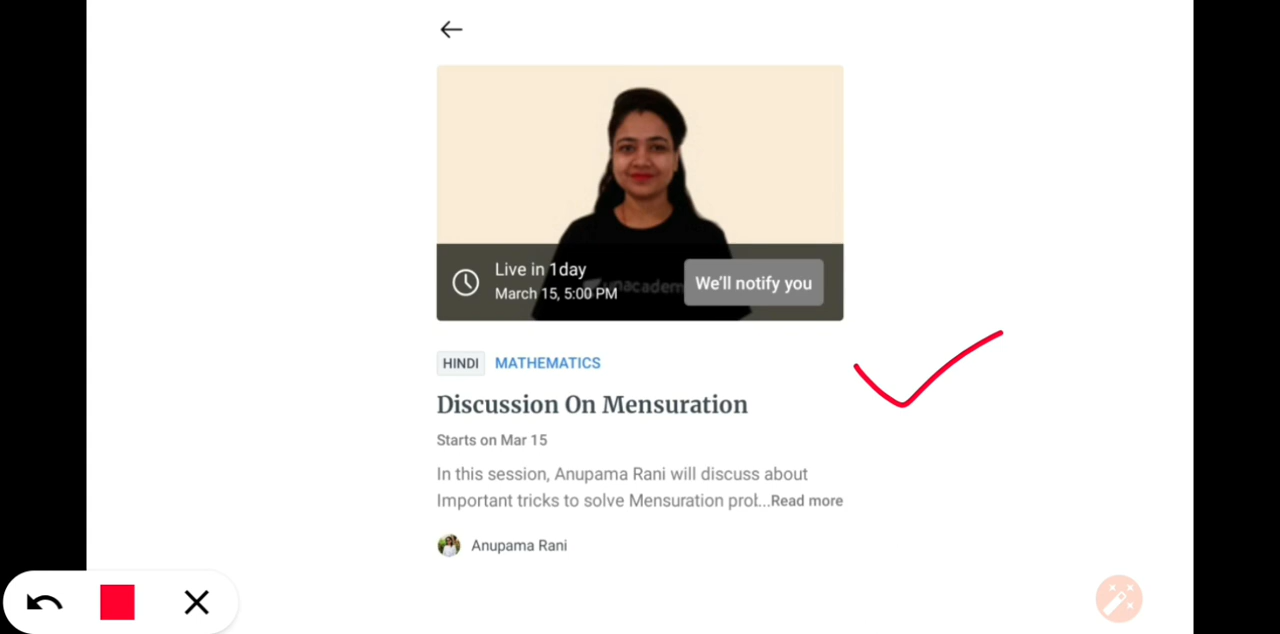 Live in 1day
March 15, 5:00 PM
unacadem
We'll notify you
HINDI MATHEMATICS
Discussion On Mensuration
Starts on Mar 15
In this session, Anupama Rani will discuss about
Important tricks to solve Mensuration prob...Read more
Anupama Rani